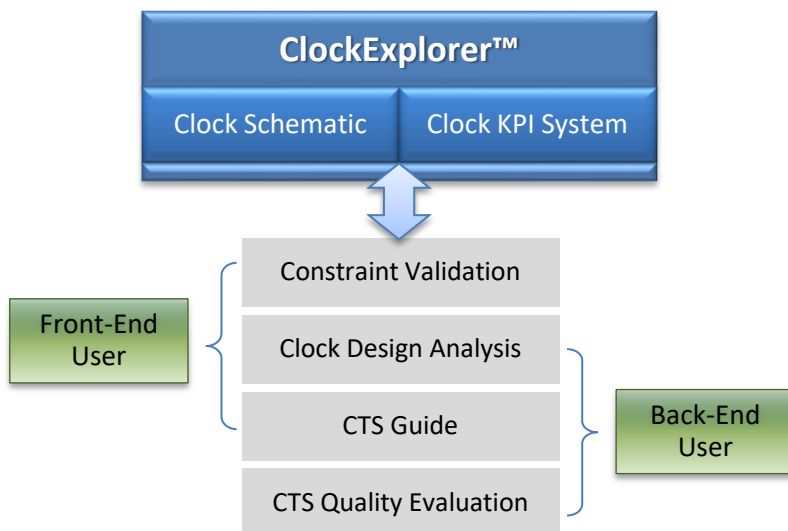 ClockExplorer™
Clock Schematic
Clock KPI System
Constraint Validation
Front-End
User
Clock Design Analysis
CTS Guide
Back-End
User
CTS Quality Evaluation